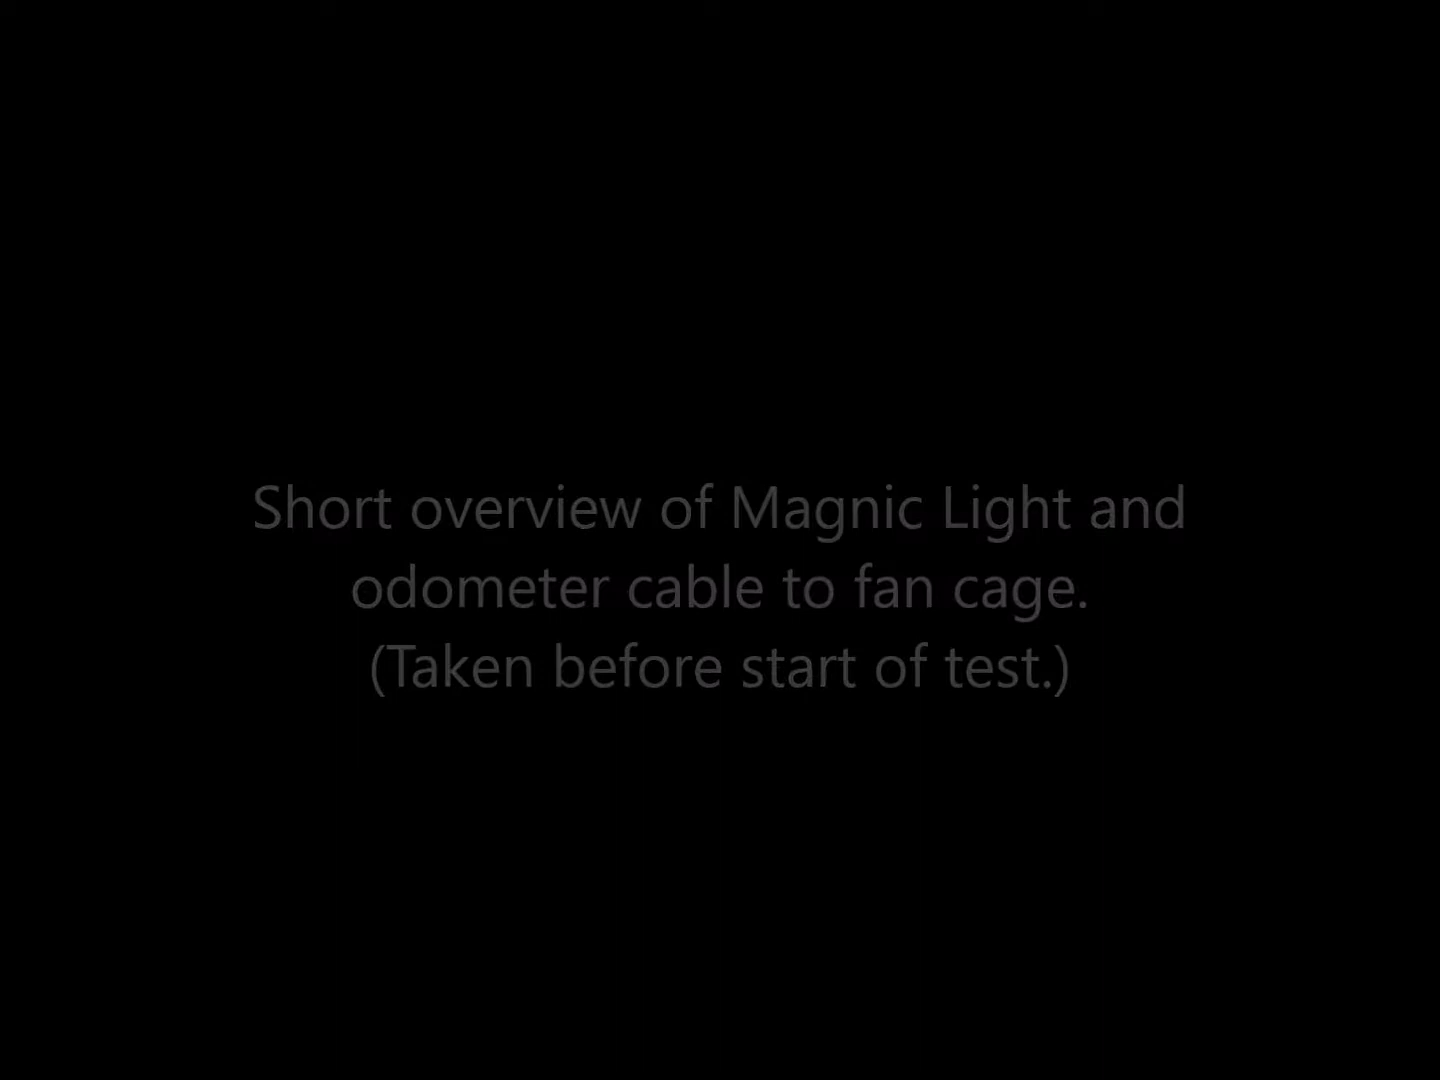 Short overview of Magnic Light and
odometer cable to fan cage.
(Taken before start of test.)